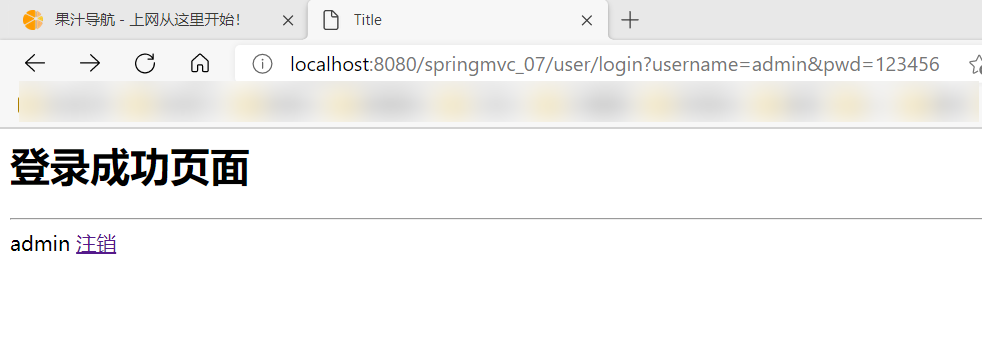 果汁导航 - 上网从这里开始!
Title
localhost:8080/springmvc_07/user/login?username=admin&pwd=123456
登录成功页面
admin 注销